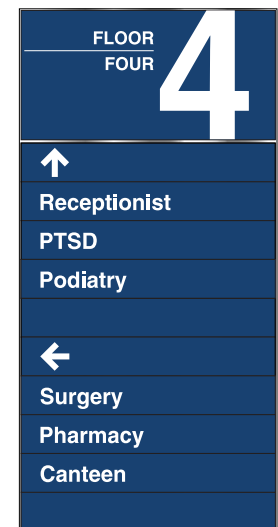 FLOOR
FOUR
4
↑
Receptionist
PTSD
Podiatry
←
Surgery
Pharmacy
Canteen